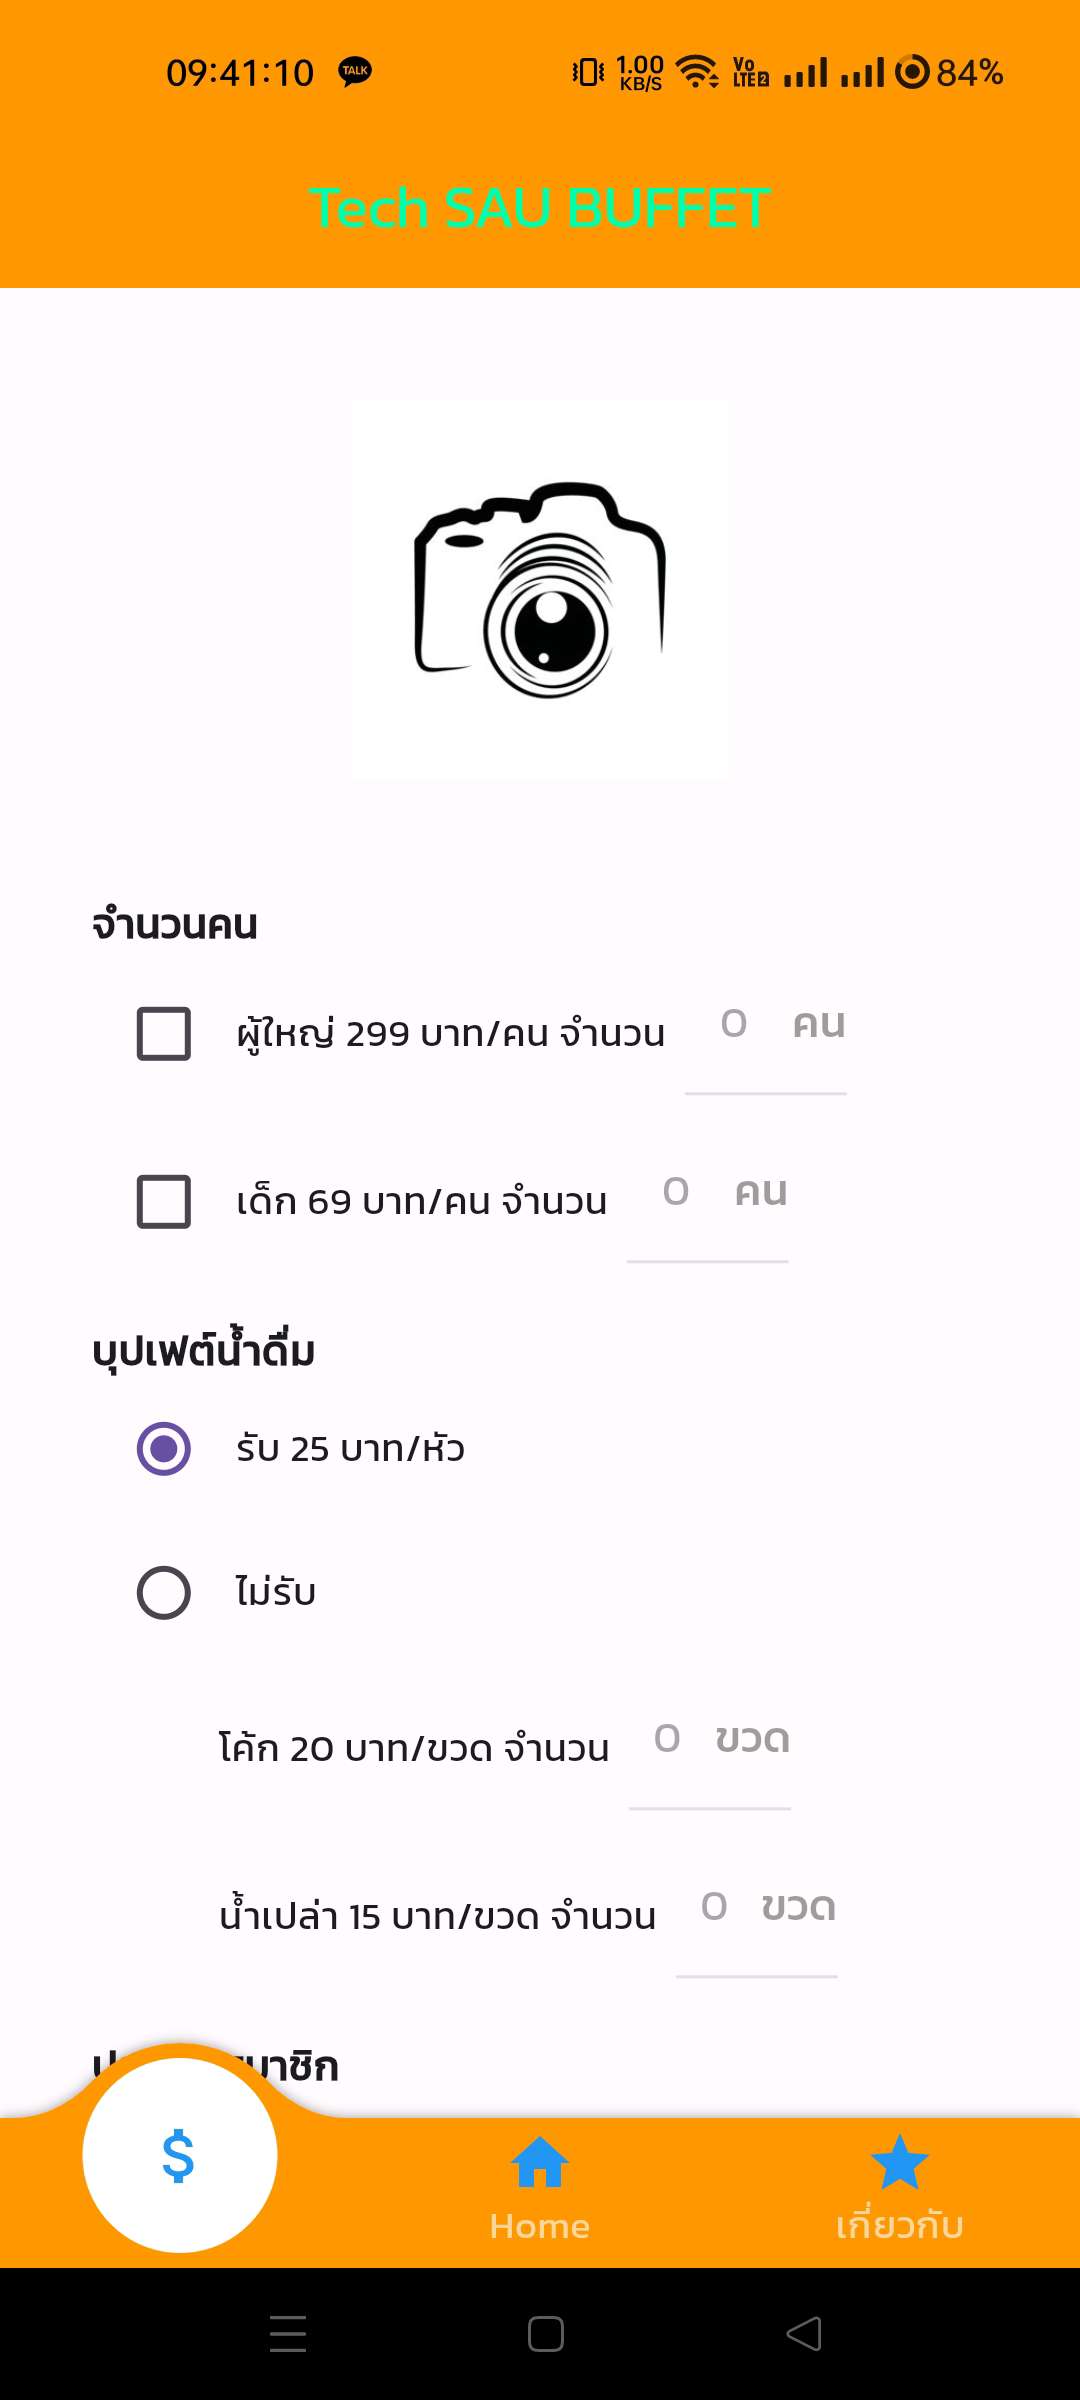 09:41:10 TALK 1.00 KB/S Vo LTE 2 84%
Tech SAU BUFFET
จำนวนคน
ผู้ใหญ่ 299 บาท/คน จำนวน 0 คน
เด็ก 69 บาท/คน จำนวน 0 คน
บุปเฟต์น้ำดื่ม
รับ 25 บาท/หัว
ไม่รับ
โค้ก 20 บาท/ขวด จำนวน 0 ขวด
น้ำเปล่า 15 บาท/ขวด จำนวน 0 ขวด
$
Home
เกี่ยวกับ